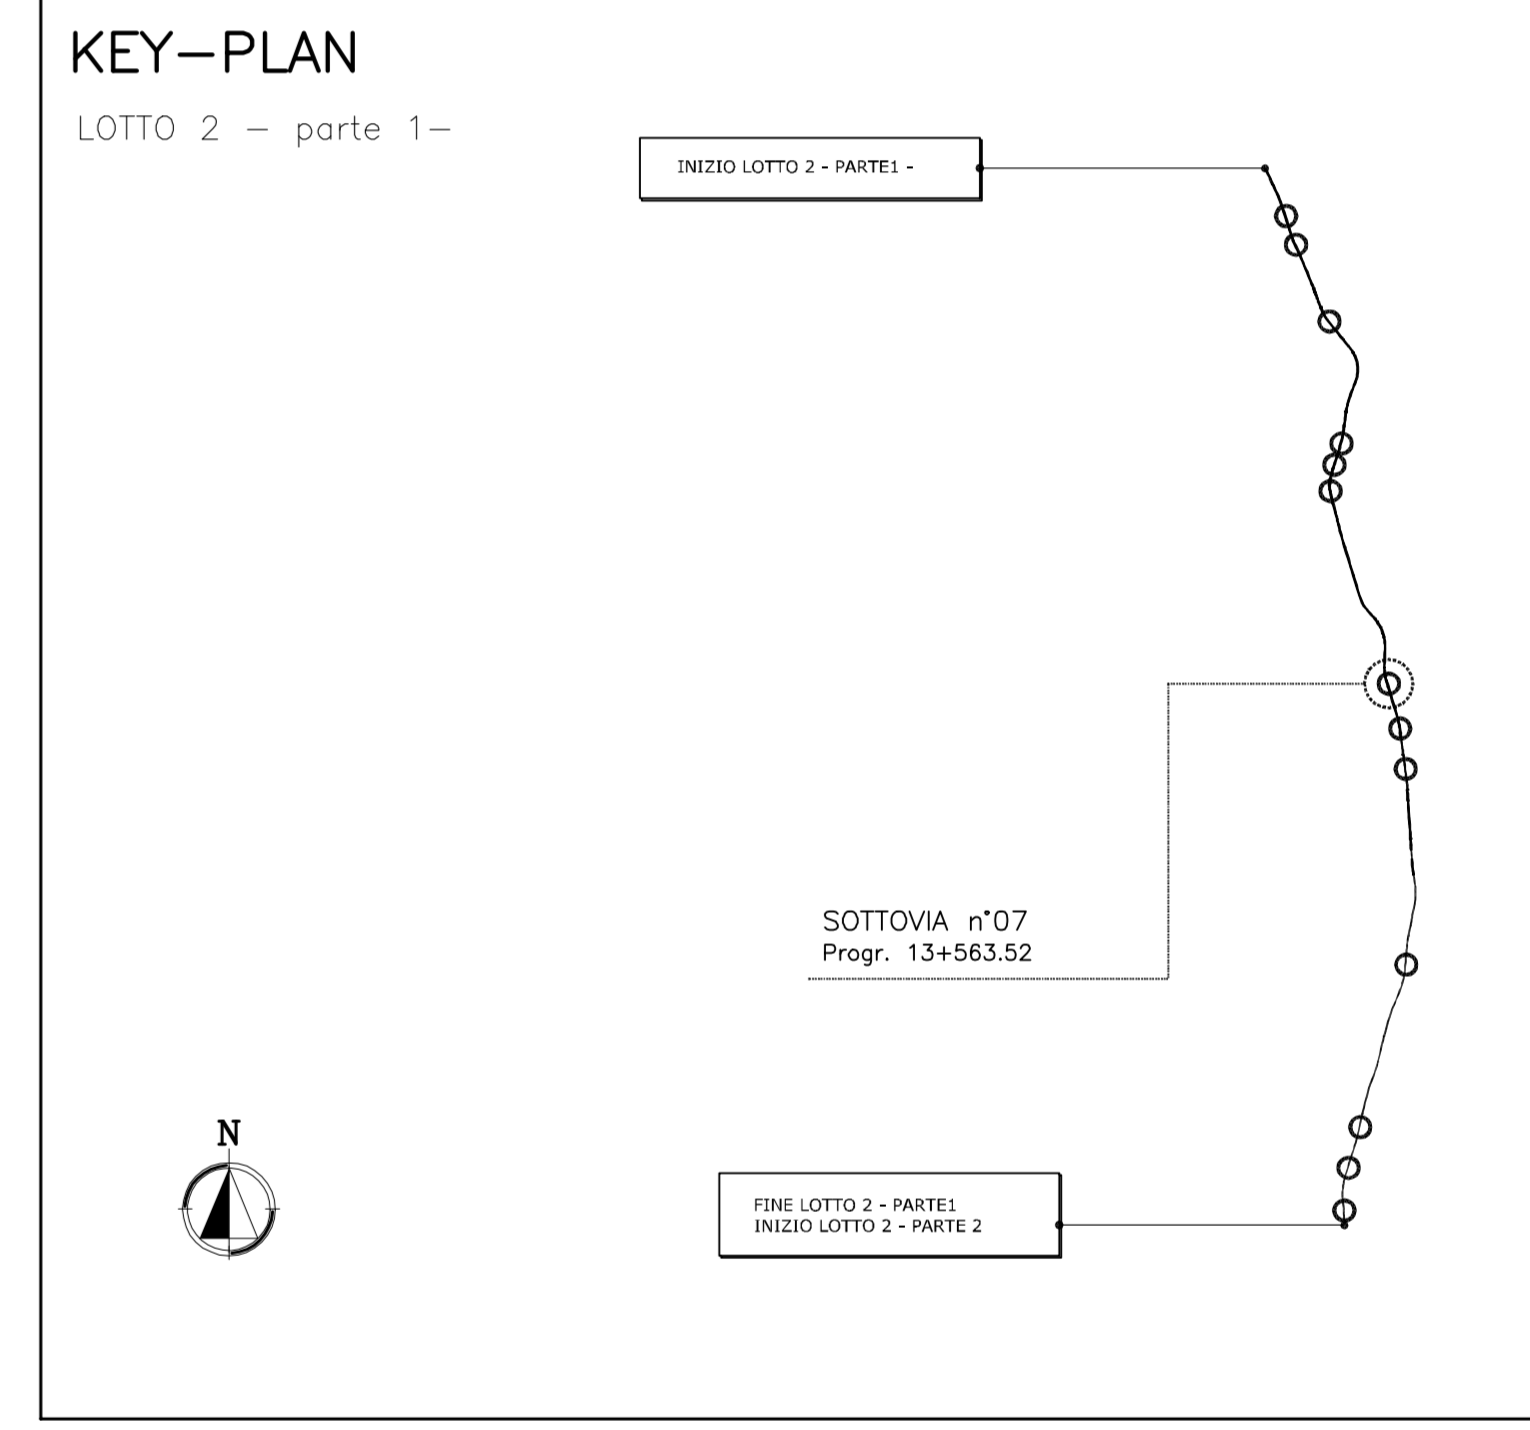 KEY-PLAN
LOTTO 2 - parte 1-
INIZIO LOTTO 2 - PARTE1 -
SOTTOVIA n°07
Progr. 13+563.52
N
FINE LOTTO 2 - PARTE1
INIZIO LOTTO 2 - PARTE 2